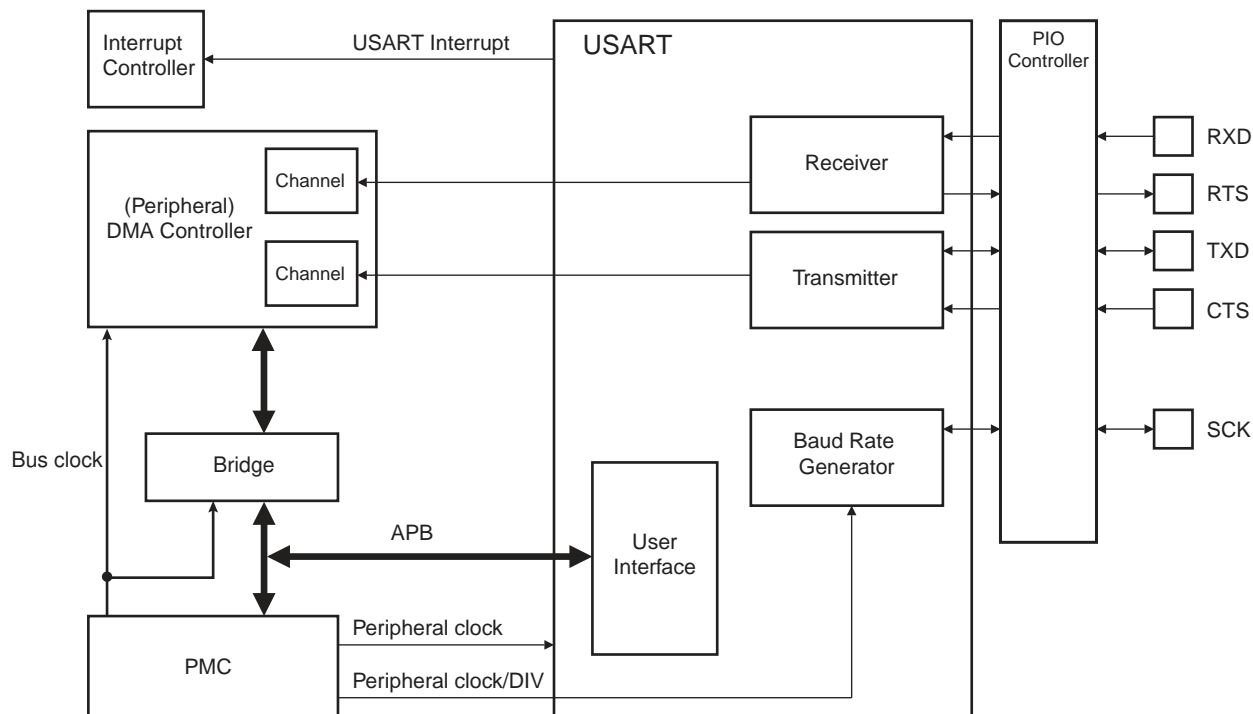 Interrupt
Controller
USART Interrupt
USART
PIO
Controller
(Peripheral)
DMA Controller
Channel
Channel
Receiver
Transmitter
RXD
RTS
TXD
CTS
SCK
Baud Rate
Generator
Bus clock
Bridge
APB
User
Interface
PMC
Peripheral clock
Peripheral clock/DIV